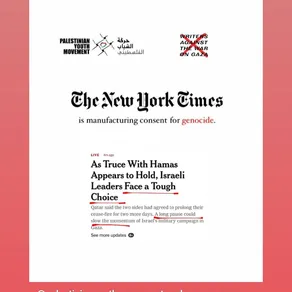 PALESTINIAN
YOUTH
MOVEMENT
حركة
الشباب
الفلسطيني
WRITERS
AGAINST
THE WAR
ON GAZA
The New York Times
is manufacturing consent for genocide.
LIVE
As Truce With Hamas
Appears to Hold, Israeli
Leaders Face a Tough
Choice
Qatar said the two sides had agreed to prolong their
cease-fire for two more days. A long pause could
slow the momentum of Israel's military campaign in
Gaza.
See more updates